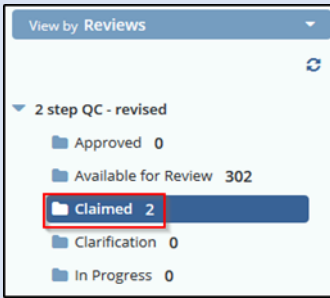 View by Reviews
2 step QC - revised
Approved 0
Available for Review 302
Claimed 2
Clarification 0
In Progress 0